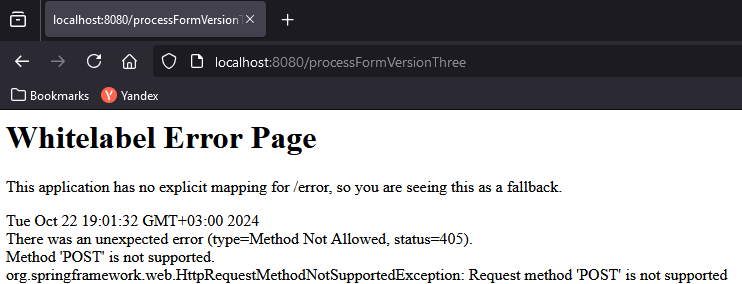 localhost:8080/processFormVersionT
localhost:8080/processFormVersionThree
Bookmarks Yandex
Whitelabel Error Page
This application has no explicit mapping for /error, so you are seeing this as a fallback.
Tue Oct 22 19:01:32 GMT+03:00 2024
There was an unexpected error (type=Method Not Allowed, status=405).
Method 'POST' is not supported.
org.springframework.web.HttpRequestMethodNotSupportedException: Request method 'POST' is not supported